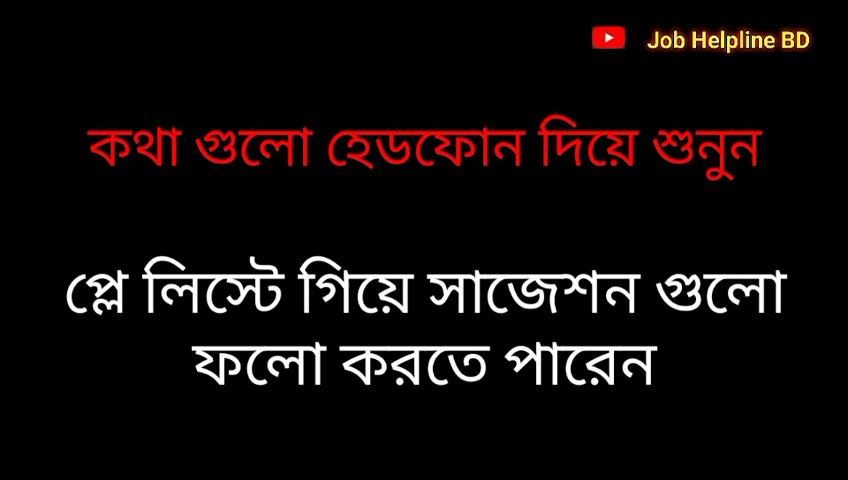 Job Helpline BD
কথা গুলো হেডফোন দিয়ে শুনুন
প্লে লিস্টে গিয়ে সাজেশন গুলো
ফলো করতে পারেন